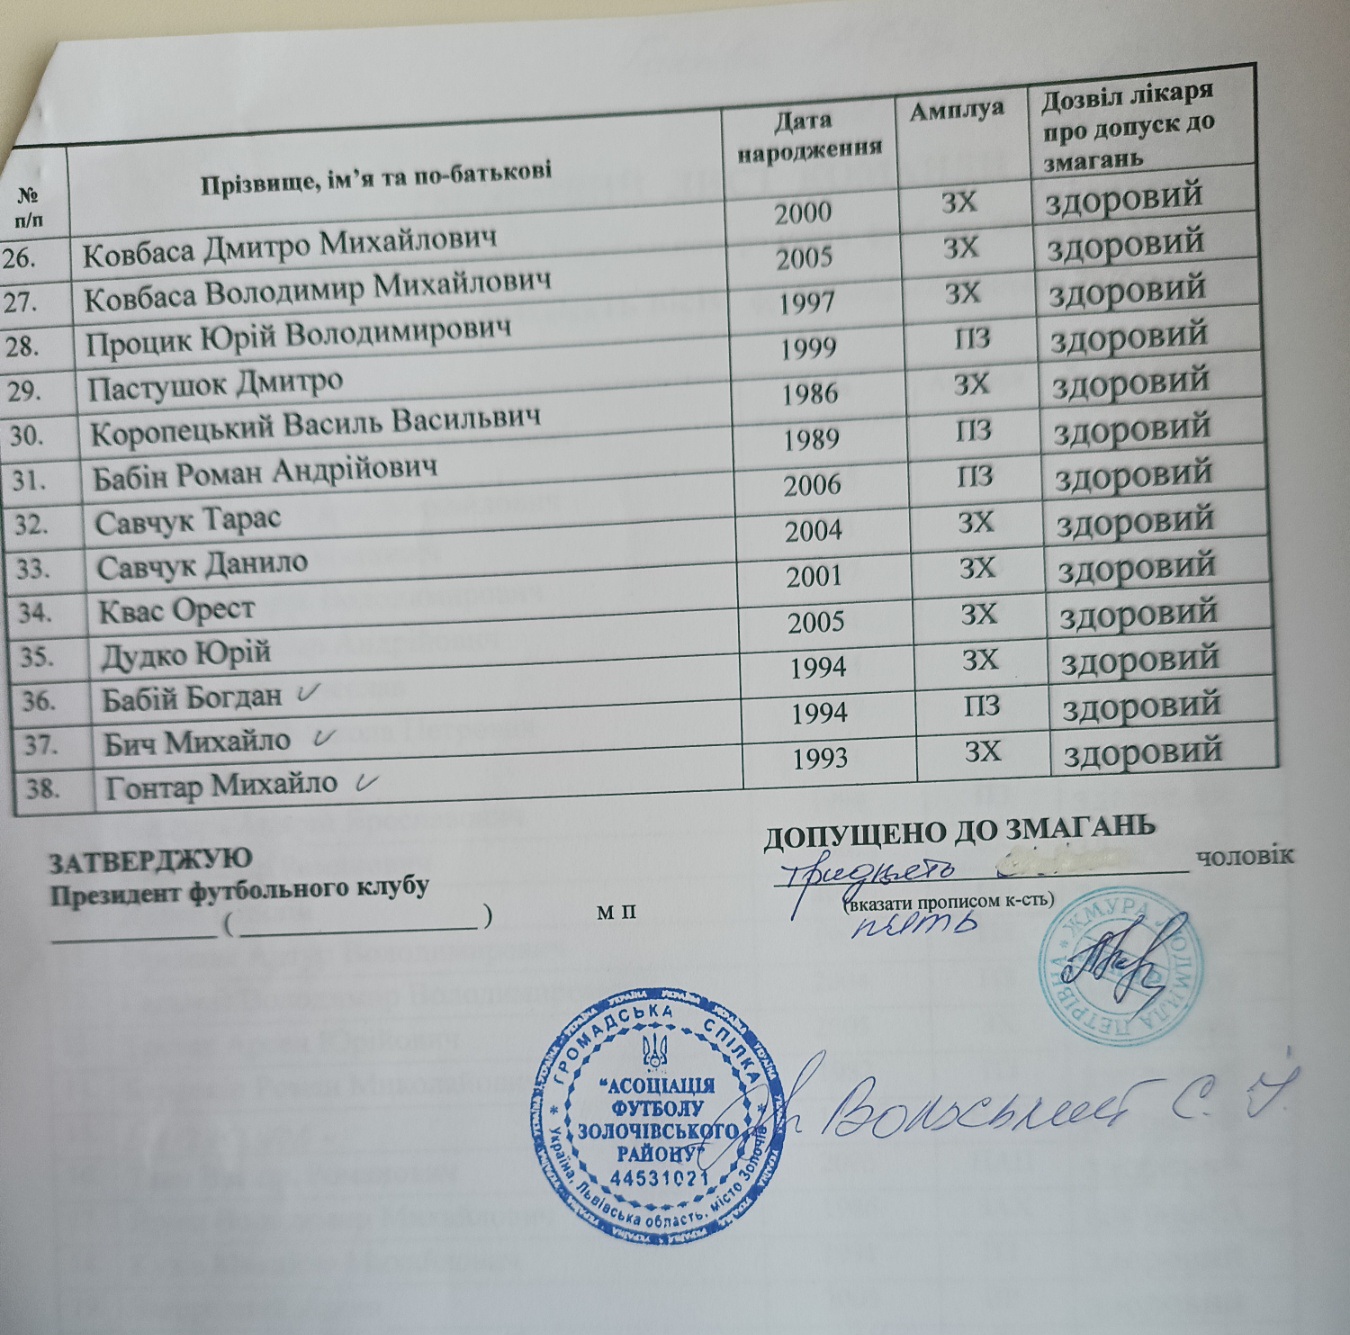 № п/п Прізвище, ім’я та по-батькові Дата народження Амплуа Дозвіл лікаря про допуск до змагань
26. Ковбаса Дмитро Михайлович 2000 ЗХ здоровий
27. Ковбаса Володимир Михайлович 2005 ЗХ здоровий
28. Процик Юрій Володимирович 1997 ЗХ здоровий
29. Пастушок Дмитро 1999 ПЗ здоровий
30. Коропецький Василь Васильвич 1986 ЗХ здоровий
31. Бабін Роман Андрійович 1989 ПЗ здоровий
32. Савчук Тарас 2006 ПЗ здоровий
33. Савчук Данило 2004 ЗХ здоровий
34. Квас Орест 2001 ЗХ здоровий
35. Дудко Юрій 2005 ЗХ здоровий
36. Бабій Богдан 1994 ЗХ здоровий
37. Бич Михайло 1994 ПЗ здоровий
38. Гонтар Михайло 1993 ЗХ здоровий
ЗАТВЕРДЖУЮ
Президент футбольного клубу
( )
м п
ДОПУЩЕНО ДО ЗМАГАНЬ
тридцять чоловік
(вказати прописом к-сть)
пять
ЖМУРА ЛЮДМИЛА ПЕТРІВНА
ГРОМАДСЬКА СПІЛКА
"АСОЦІАЦІЯ
ФУТБОЛУ
ЗОЛОЧІВСЬКОГО
РАЙОНУ"
44531021
Україна, Львівська область, місто Золочів